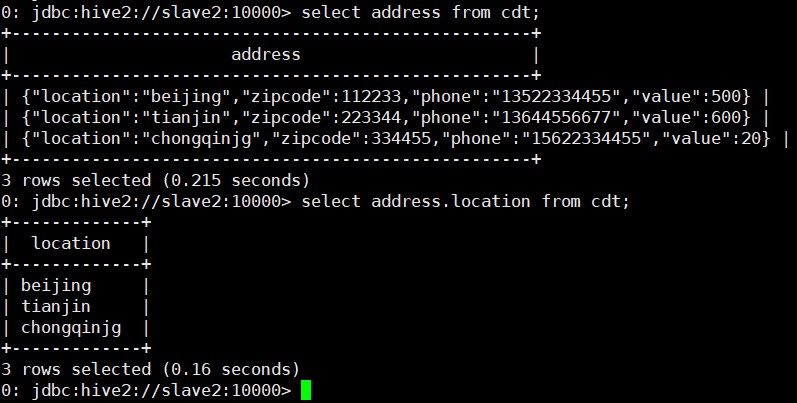 0: jdbc:hive2://slave2:10000> select address from cdt;
+----------------------------------------------------+
|                      address                       |
+----------------------------------------------------+
| {"location":"beijing","zipcode":112233,"phone":"13522334455","value":500} |
| {"location":"tianjin","zipcode":223344,"phone":"13644556677","value":600} |
| {"location":"chongqinjg","zipcode":334455,"phone":"15622334455","value":20} |
+----------------------------------------------------+
3 rows selected (0.215 seconds)
0: jdbc:hive2://slave2:10000> select address.location from cdt;
+-------------+
|  location   |
+-------------+
| beijing     |
| tianjin     |
| chongqinjg  |
+-------------+
3 rows selected (0.16 seconds)
0: jdbc:hive2://slave2:10000>